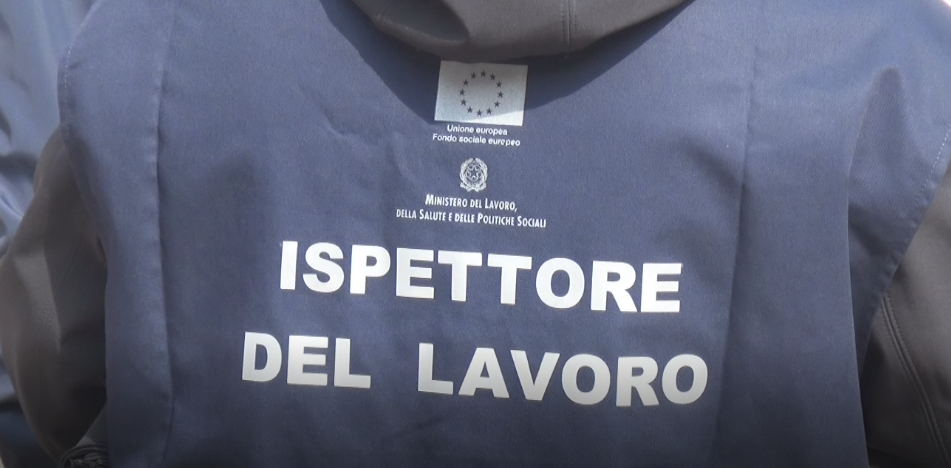 Unione europea
Fondo sociale europeo
MINISTERO DEL LAVORO,
DELLA SALUTE E DELLE POLITICHE SOCIALI
ISPETTORE
DEL LAVORO